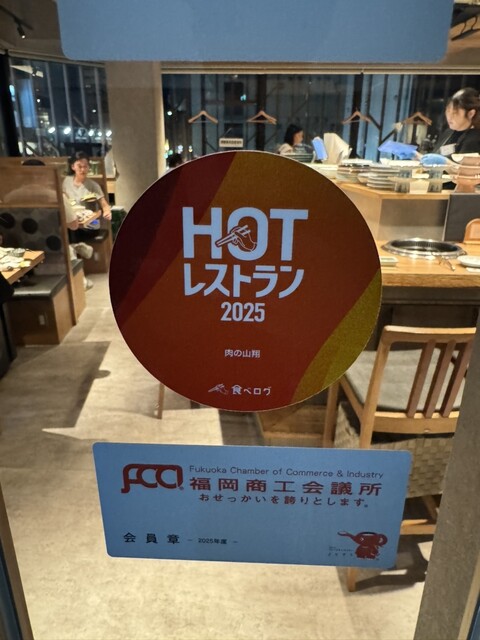 HOT
レストラン
2025
肉の山翔
食べログ
FCCI
Fukuoka Chamber of Commerce & Industry
福岡商工会議所
おせっかいを誇りとします。
会員章 - 2025年度 -